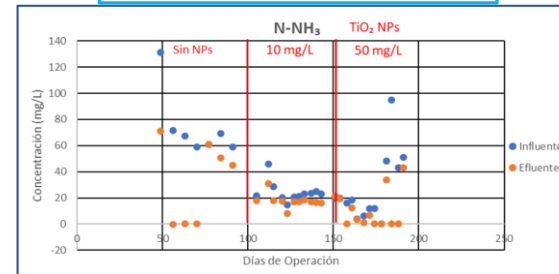 N-NH₃
TiO₂ NPs
Sin NPs
10 mg/L
50 mg/L
140
120
100
80
60
40
20
0
-20
0
50
100
150
200
250
Concentración (mg/L)
Días de Operación
Influente
Efluente